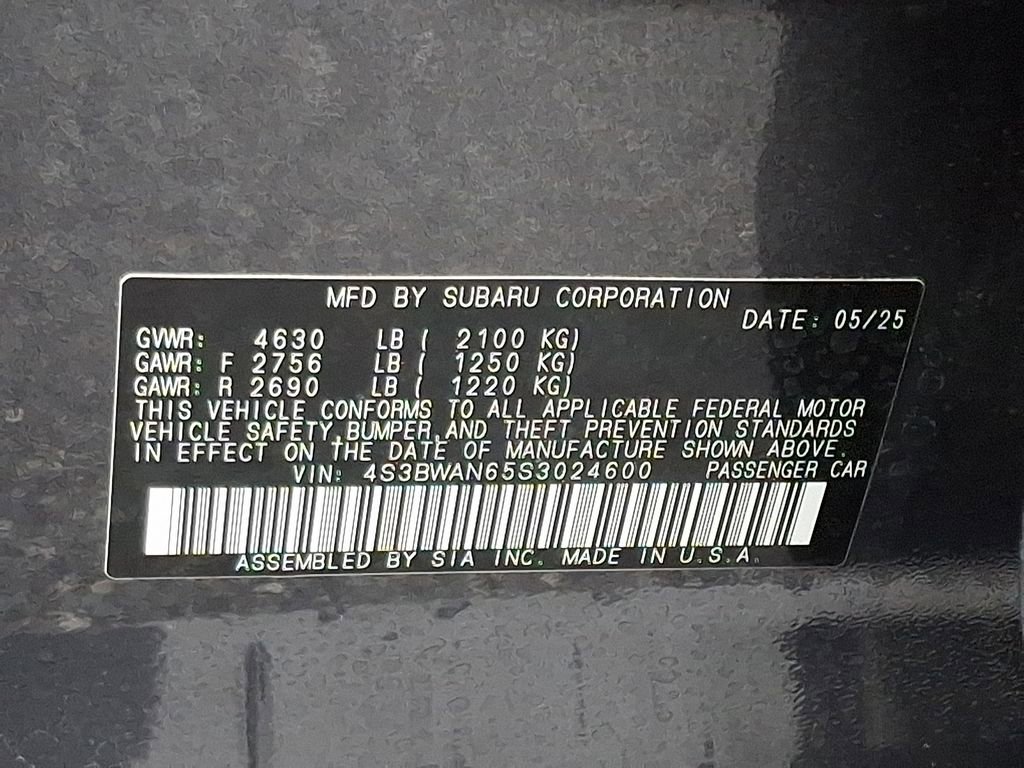 MFD BY SUBARU CORPORATION
DATE: 05/25
GVWR: 4630 LB ( 2100 KG)
GAWR: F 2756 LB ( 1250 KG)
GAWR: R 2690 LB ( 1220 KG)
THIS VEHICLE CONFORMS TO ALL APPLICABLE FEDERAL MOTOR
VEHICLE SAFETY,BUMPER,AND THEFT PREVENTION STANDARDS
IN EFFECT ON THE DATE OF MANUFACTURE SHOWN ABOVE.
VIN: 4S3BWAN65S3024600 PASSENGER CAR
ASSEMBLED BY SIA INC. MADE IN U.S.A.